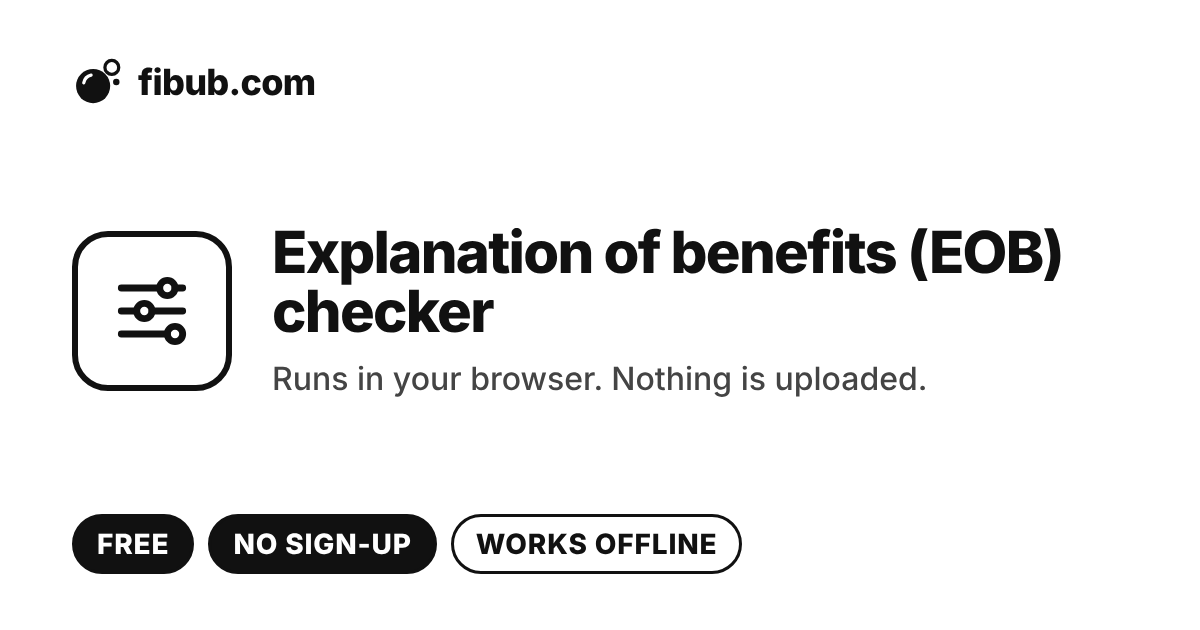 fibub.com
Explanation of benefits (EOB)
checker
Runs in your browser. Nothing is uploaded.
FREE
NO SIGN-UP
WORKS OFFLINE